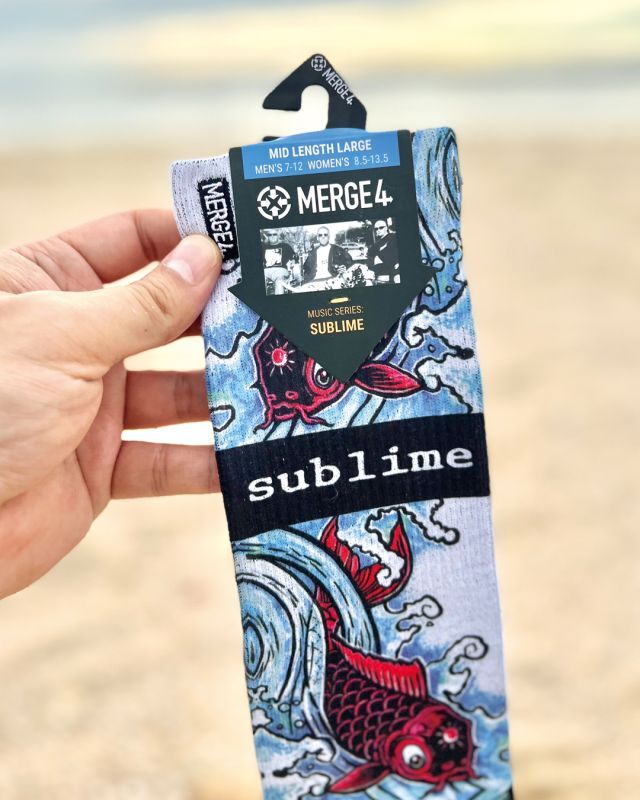 MERGE4
MID LENGTH LARGE
MEN'S 7-12 WOMEN'S 8.5-13.5
MERGE4
MERGE4
MUSIC SERIES:
SUBLIME
sublime